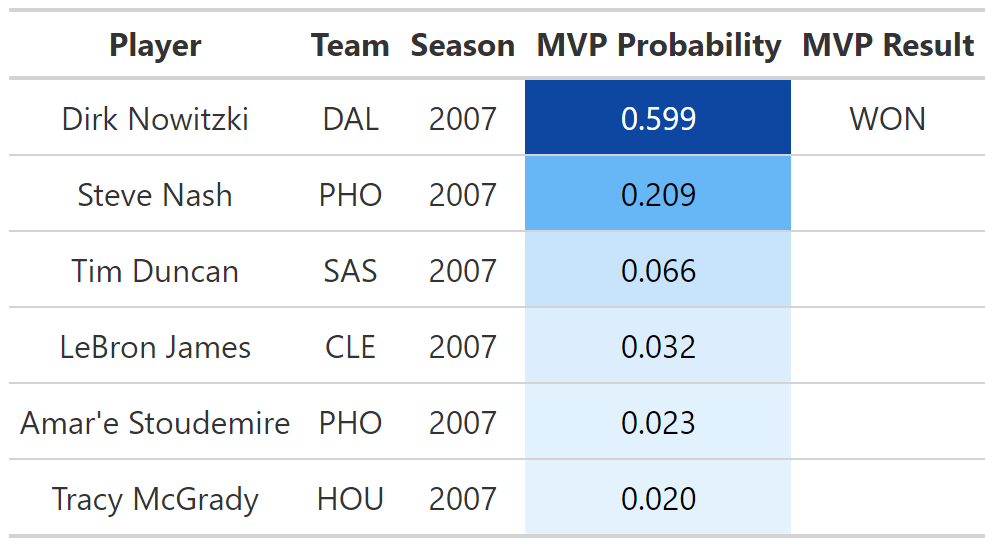 Player Team Season MVP Probability MVP Result
Dirk Nowitzki DAL 2007 0.599 WON
Steve Nash PHO 2007 0.209
Tim Duncan SAS 2007 0.066
LeBron James CLE 2007 0.032
Amar'e Stoudemire PHO 2007 0.023
Tracy McGrady HOU 2007 0.020